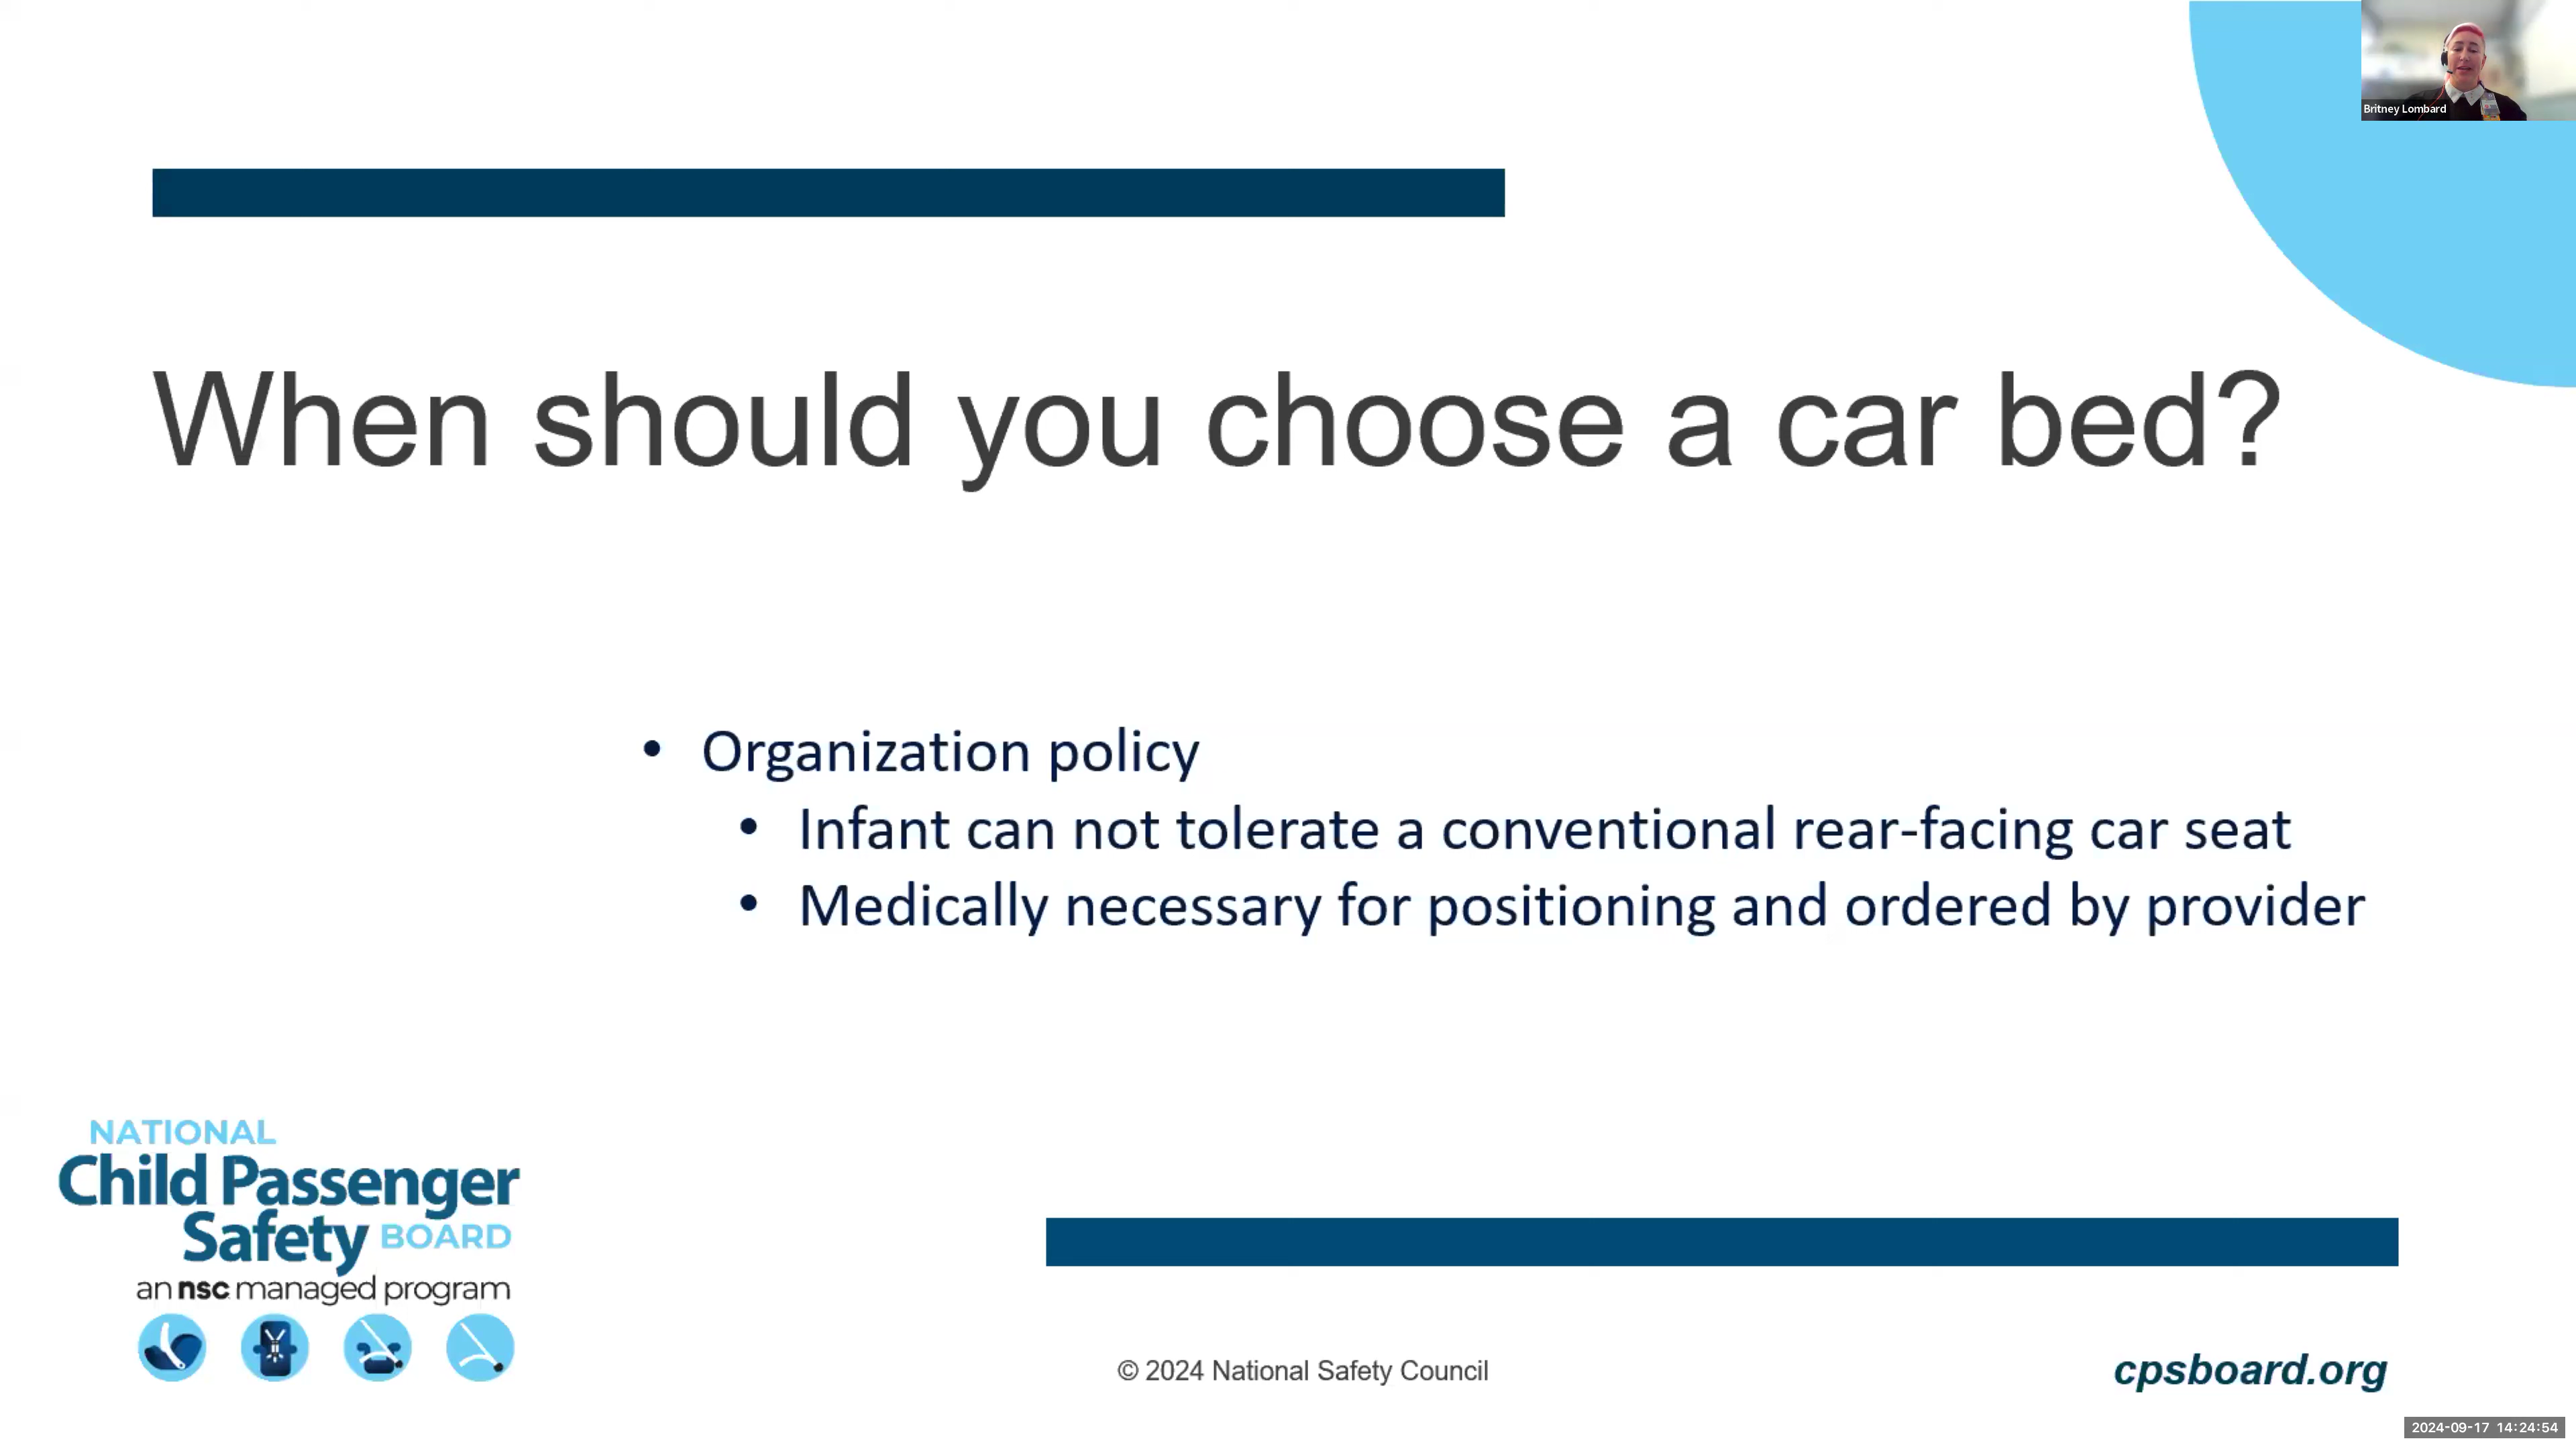 Britney Lombard
When should you choose a car bed?
• Organization policy
• Infant can not tolerate a conventional rear-facing car seat
• Medically necessary for positioning and ordered by provider
NATIONAL
Child Passenger
Safety BOARD
an nsc managed program
© 2024 National Safety Council
cpsboard.org
2024-09-17 14:24:54